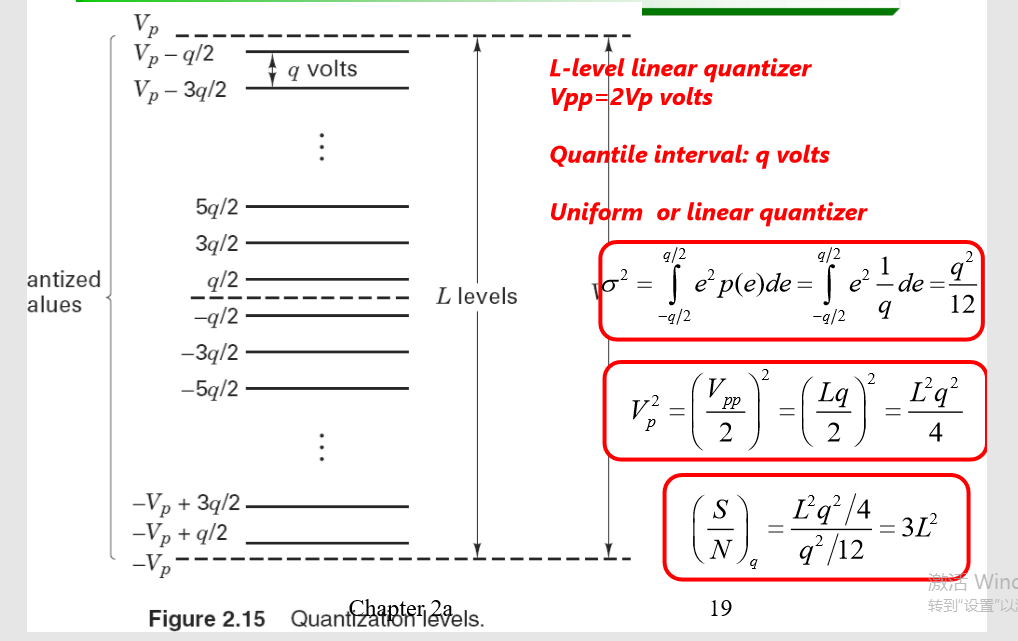 V_p
V_p – q/2
q volts
V_p – 3q/2
L-level linear quantizer
Vpp=2Vp volts
Quantile interval: q volts
Uniform or linear quantizer
5q/2
3q/2
q/2
–q/2
–3q/2
–5q/2
antized
alues
L levels
σ² = ∫_{−q/2}^{q/2} e² p(e)de = ∫_{−q/2}^{q/2} e² 1/q de = q²/12
V_p² = (V_pp/2)² = (Lq/2)² = L²q²/4
(S/N)_q = L²q²/4 / q²/12 = 3L²
–V_p + 3q/2
–V_p + q/2
–V_p
Chapter 2a
19
Figure 2.15 Quantization levels.
激活 Wind
转到"设置"以